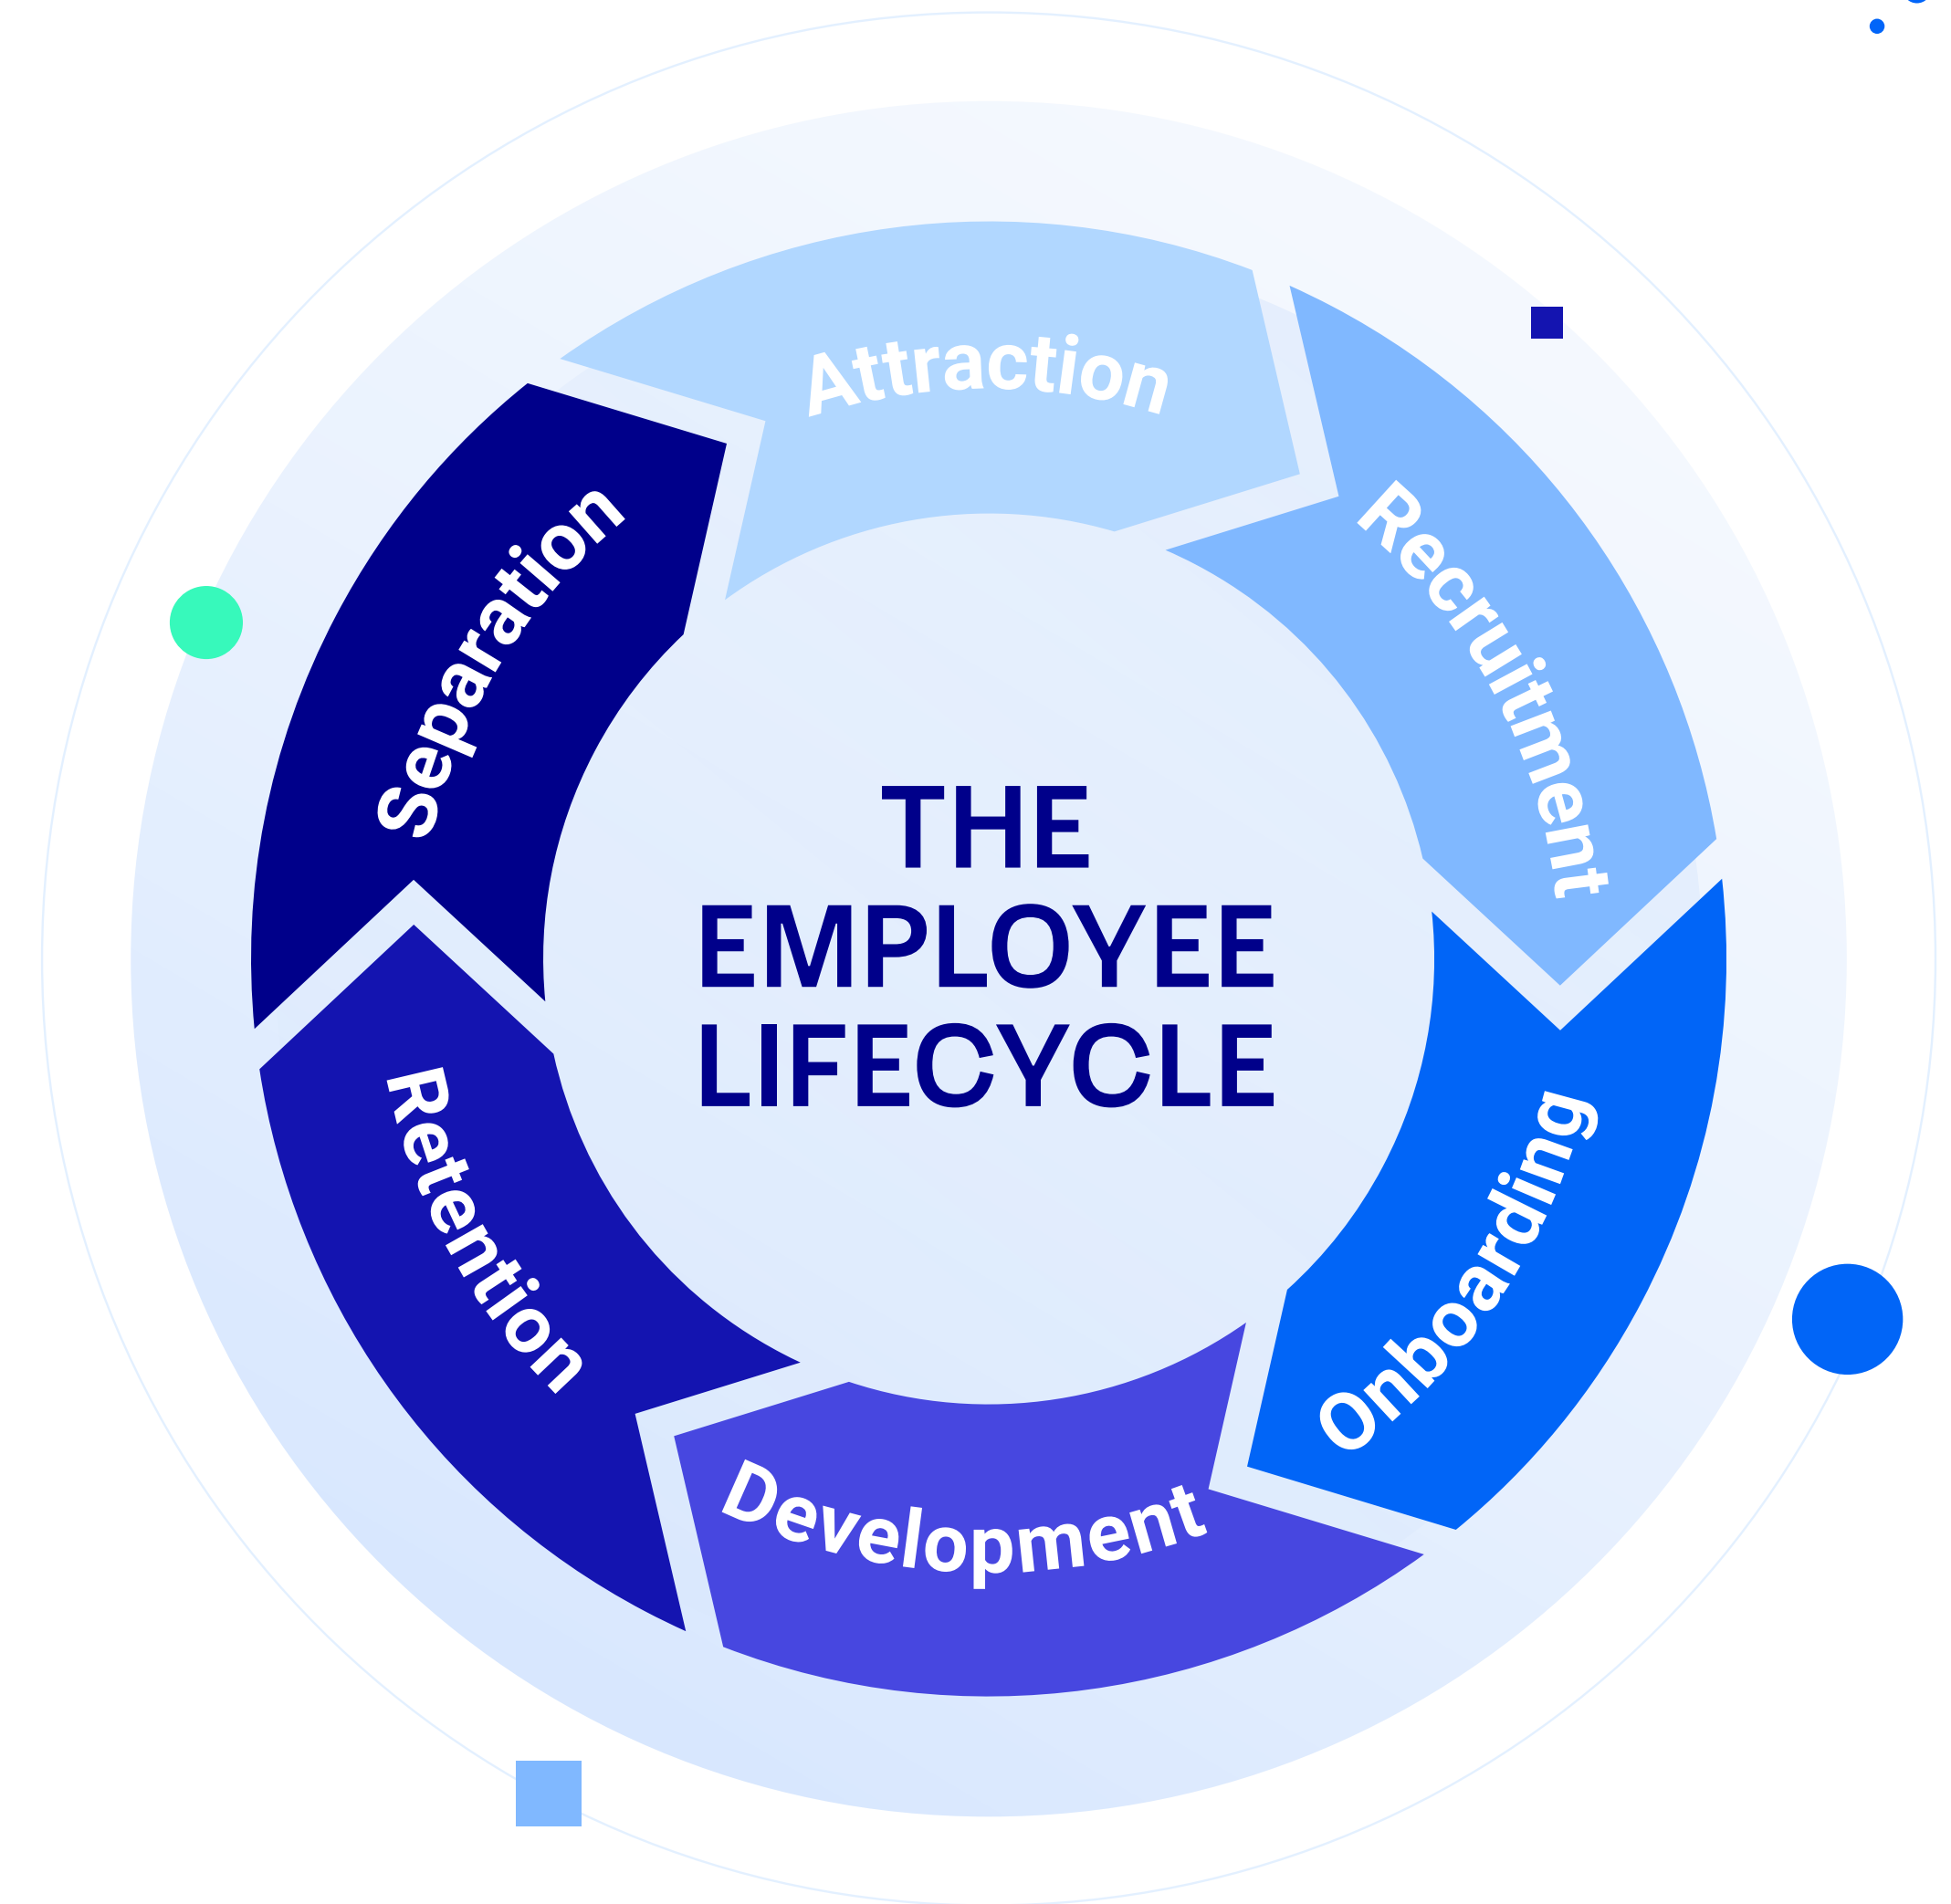 Attraction
Recruitment
Onboarding
Development
Retention
Separation
THE
EMPLOYEE
LIFECYCLE